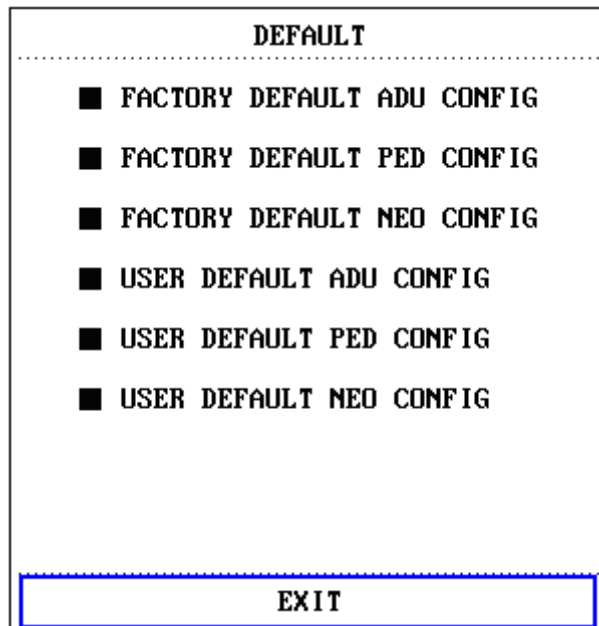 DEFAULT
FACTORY DEFAULT ADU CONFIG
FACTORY DEFAULT PED CONFIG
FACTORY DEFAULT NEO CONFIG
USER DEFAULT ADU CONFIG
USER DEFAULT PED CONFIG
USER DEFAULT NEO CONFIG
EXIT